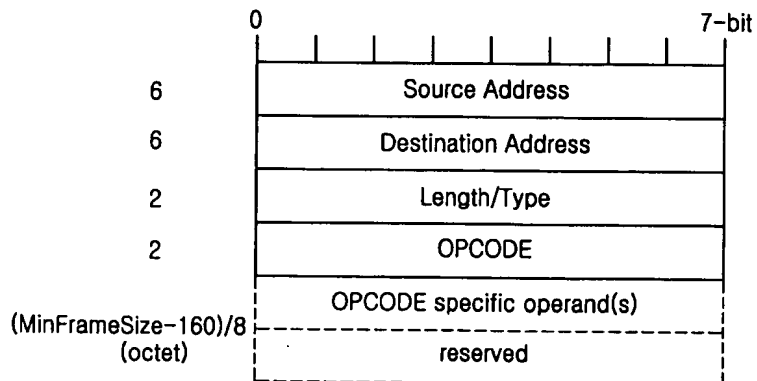 0 7-bit
6 Source Address
6 Destination Address
2 Length/Type
2 OPCODE
OPCODE specific operand(s)
(MinFrameSize-160)/8
(octet) reserved